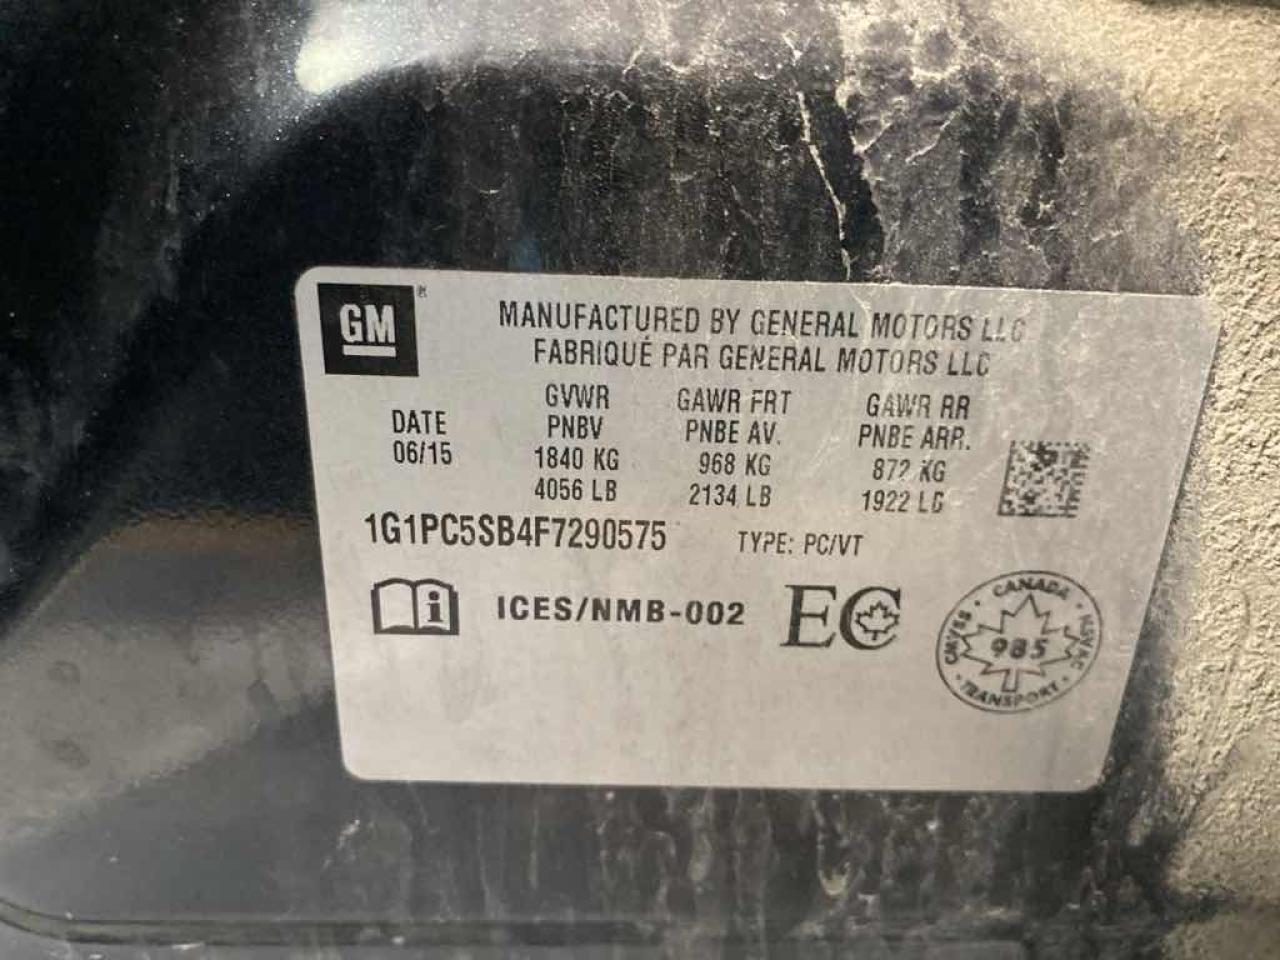 GM®
MANUFACTURED BY GENERAL MOTORS LLC
FABRIQUÉ PAR GENERAL MOTORS LLC
DATE
06/15
GVWR
PNBV
1840 KG
4056 LB
GAWR FRT
PNBE AV.
968 KG
2134 LB
GAWR RR
PNBE ARR.
872 KG
1922 LB
1G1PC5SB4F7290575 TYPE: PC/VT
i ICES/NMB-002 EC
CANADA
CMVSS · NSVAC
985
TRANSPORT